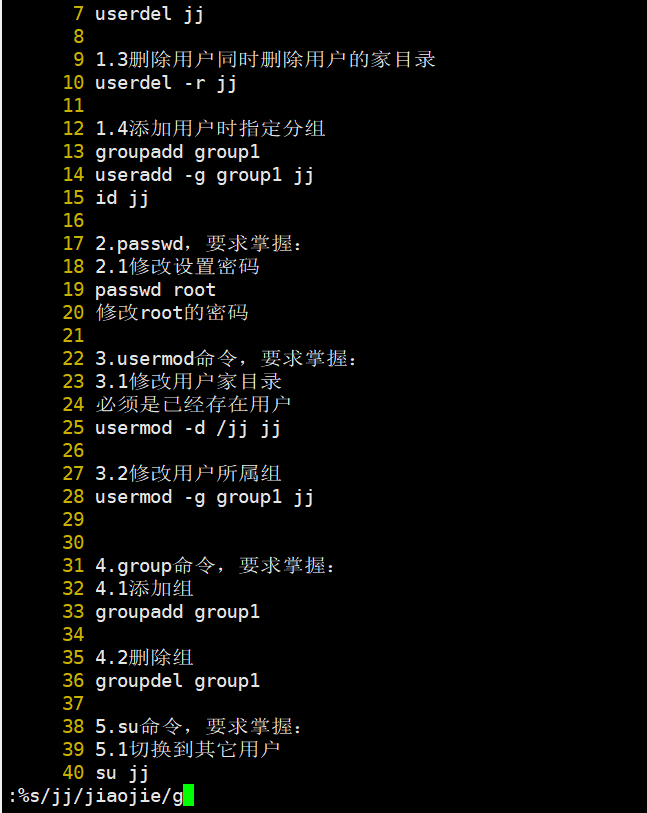 7 userdel jj
8
9 1.3删除用户同时删除用户的家目录
10 userdel -r jj
11
12 1.4添加用户时指定分组
13 groupadd group1
14 useradd -g group1 jj
15 id jj
16
17 2.passwd，要求掌握：
18 2.1修改设置密码
19 passwd root
20 修改root的密码
21
22 3.usermod命令，要求掌握：
23 3.1修改用户家目录
24 必须是已经存在用户
25 usermod -d /jj jj
26
27 3.2修改用户所属组
28 usermod -g group1 jj
29
30
31 4.group命令，要求掌握：
32 4.1添加组
33 groupadd group1
34
35 4.2删除组
36 groupdel group1
37
38 5.su命令，要求掌握：
39 5.1切换到其它用户
40 su jj
:%s/jj/jiaojie/g